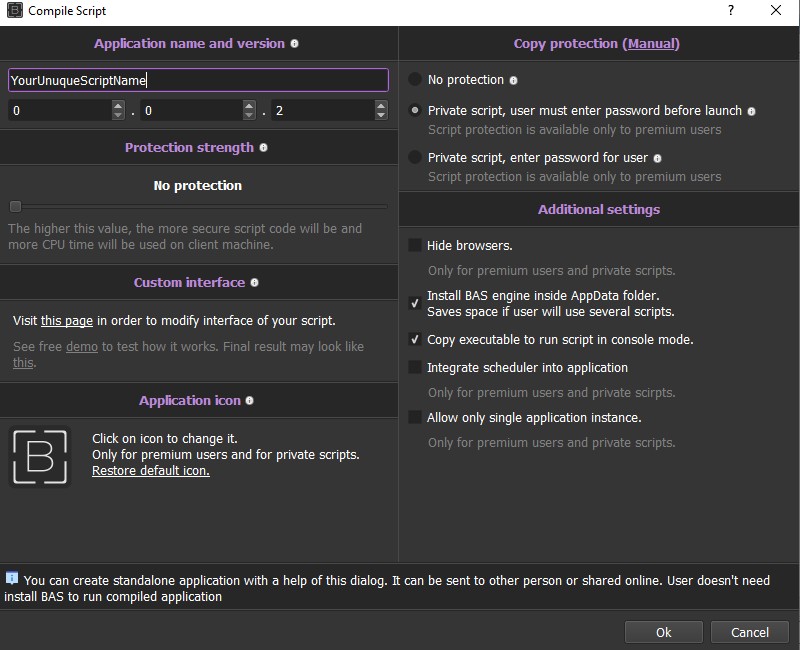 Compile Script
Application name and version
YourUnuqueScriptName
0 . 0 . 2
Protection strength
No protection
The higher this value, the more secure script code will be and
more CPU time will be used on client machine.
Custom interface
Visit this page in order to modify interface of your script.
See free demo to test how it works. Final result may look like
this.
Application icon
B
Click on icon to change it.
Only for premium users and for private scripts.
Restore default icon.
Copy protection (Manual)
No protection
Private script, user must enter password before launch
Script protection is available only to premium users
Private script, enter password for user
Script protection is available only to premium users
Additional settings
Hide browsers.
Only for premium users and private scripts.
Install BAS engine inside AppData folder.
Saves space if user will use several scripts.
Copy executable to run script in console mode.
Integrate scheduler into application
Only for premium users and private scirpts.
Allow only single application instance.
Only for premium users and private scripts.
You can create standalone application with a help of this dialog. It can be sent to other person or shared online. User doesn't need
install BAS to run compiled application
Ok
Cancel